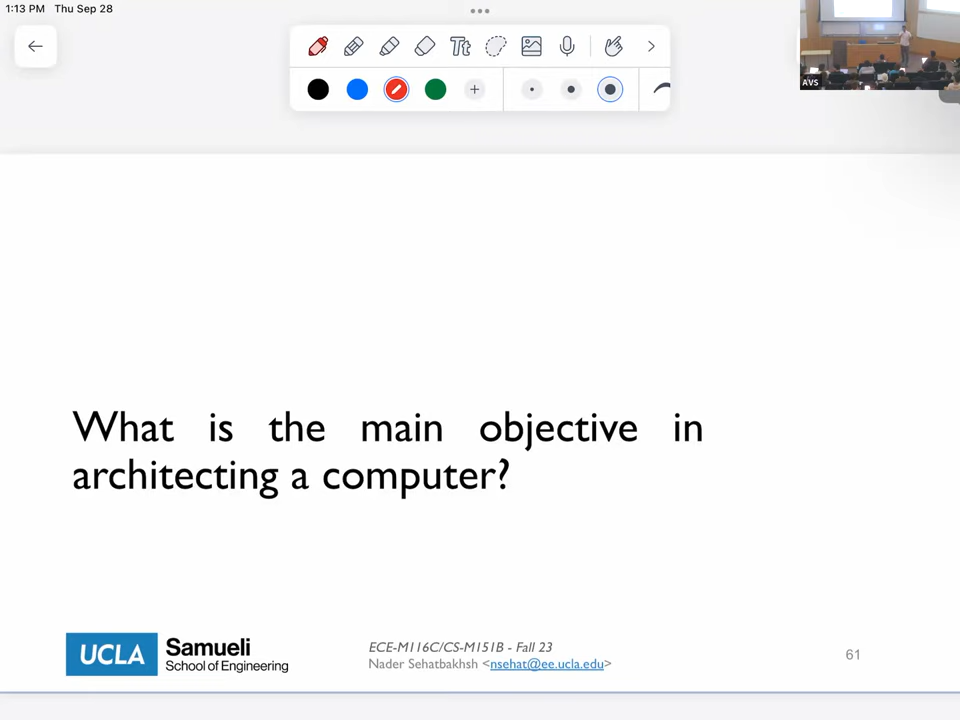 1:13 PM Thu Sep 28
Tt
AVS
What is the main objective in
architecting a computer?
UCLA Samueli
School of Engineering
ECE-M116C/CS-M151B - Fall 23
Nader Sehatbakhsh <nsehat@ee.ucla.edu>
61